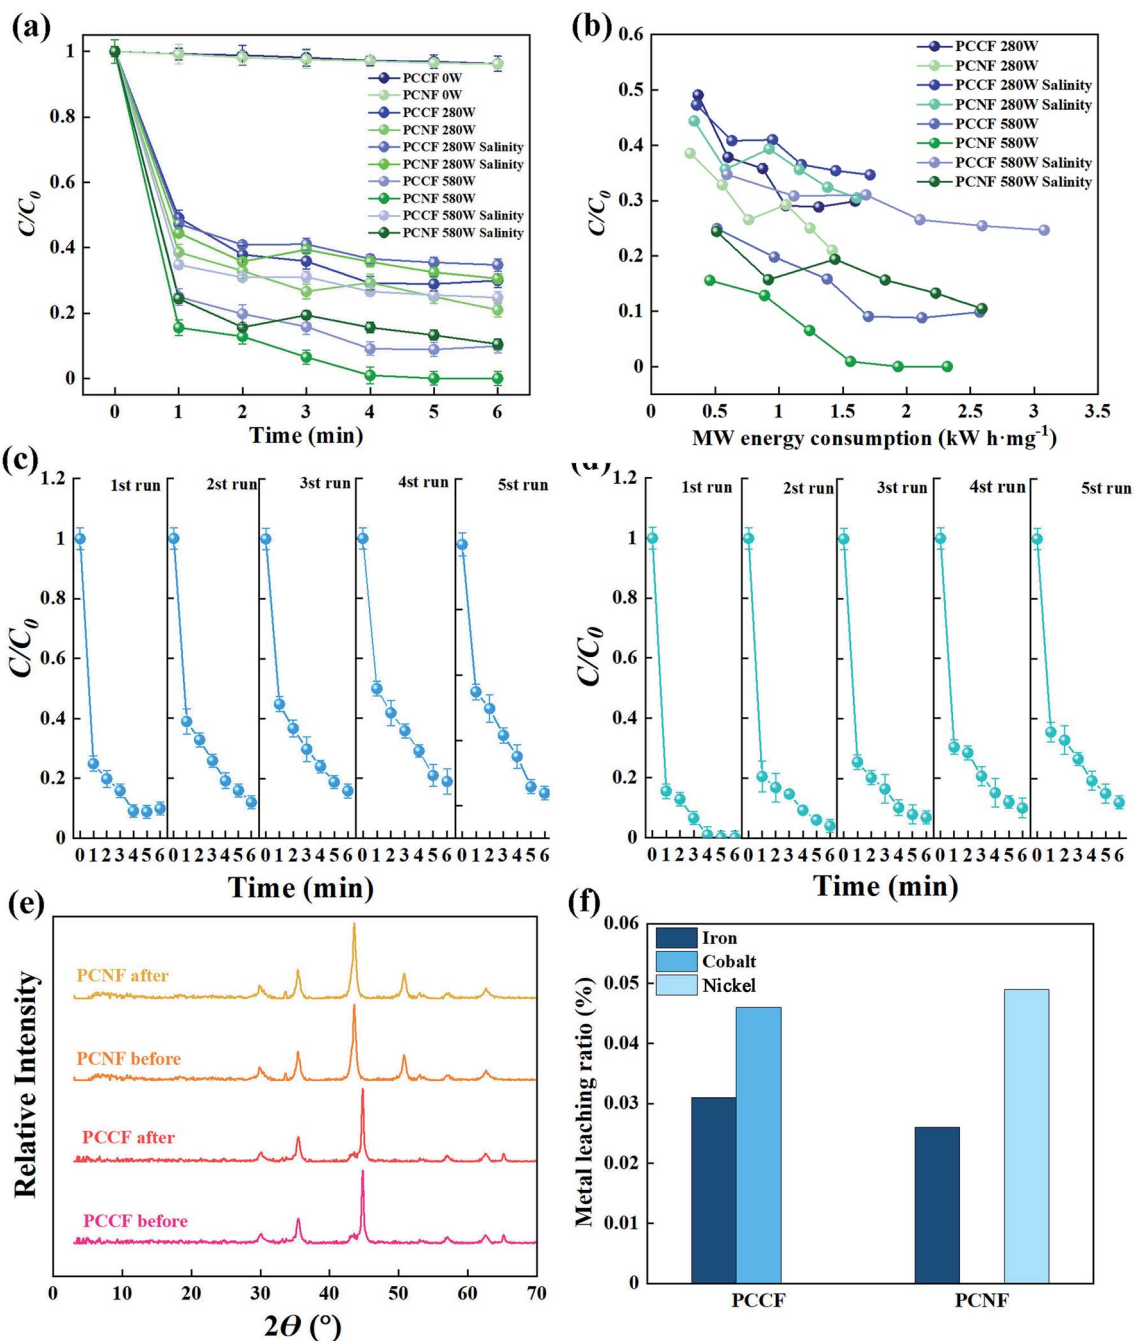 (a)
C/C0
1
0.8
0.6
0.4
0.2
0
0 1 2 3 4 5 6
Time (min)
PCCF 0W
PCNF 0W
PCCF 280W
PCNF 280W
PCCF 280W Salinity
PCNF 280W Salinity
PCCF 580W
PCNF 580W
PCCF 580W Salinity
PCNF 580W Salinity
(b)
C/C0
0.6
0.5
0.4
0.3
0.2
0.1
0
0 0.5 1 1.5 2 2.5 3 3.5
MW energy consumption (kW h·mg⁻¹)
PCCF 280W
PCNF 280W
PCCF 280W Salinity
PCNF 280W Salinity
PCCF 580W
PCNF 580W
PCCF 580W Salinity
PCNF 580W Salinity
(c)
C/C0
1.2
1
0.8
0.6
0.4
0.2
0
1st run 2st run 3st run 4st run 5st run
0 1 2 3 4 5 6 0 1 2 3 4 5 6 0 1 2 3 4 5 6 0 1 2 3 4 5 6 0 1 2 3 4 5 6
Time (min)
(d)
C/C0
1.2
1
0.8
0.6
0.4
0.2
0
1st run 2st run 3st run 4st run 5st run
0 1 2 3 4 5 6 0 1 2 3 4 5 6 0 1 2 3 4 5 6 0 1 2 3 4 5 6 0 1 2 3 4 5 6
Time (min)
(e)
Relative Intensity
PCNF after
PCNF before
PCCF after
PCCF before
0 10 20 30 40 50 60 70
2Θ (°)
(f)
Metal leaching ratio (%)
0.06
0.05
0.04
0.03
0.02
0.01
0
Iron
Cobalt
Nickel
PCCF PCNF